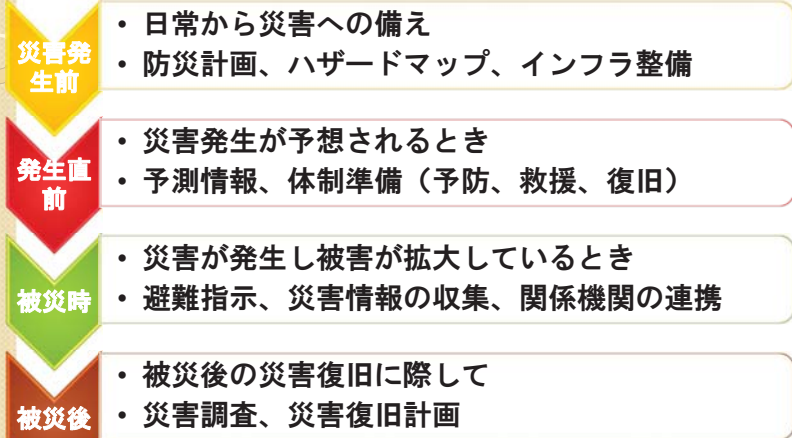 災害発
生前
• 日常から災害への備え
• 防災計画、ハザードマップ、インフラ整備
発生直
前
• 災害発生が予想されるとき
• 予測情報、体制準備（予防、救援、復旧）
被災時
• 災害が発生し被害が拡大しているとき
• 避難指示、災害情報の収集、関係機関の連携
被災後
• 被災後の災害復旧に際して
• 災害調査、災害復旧計画